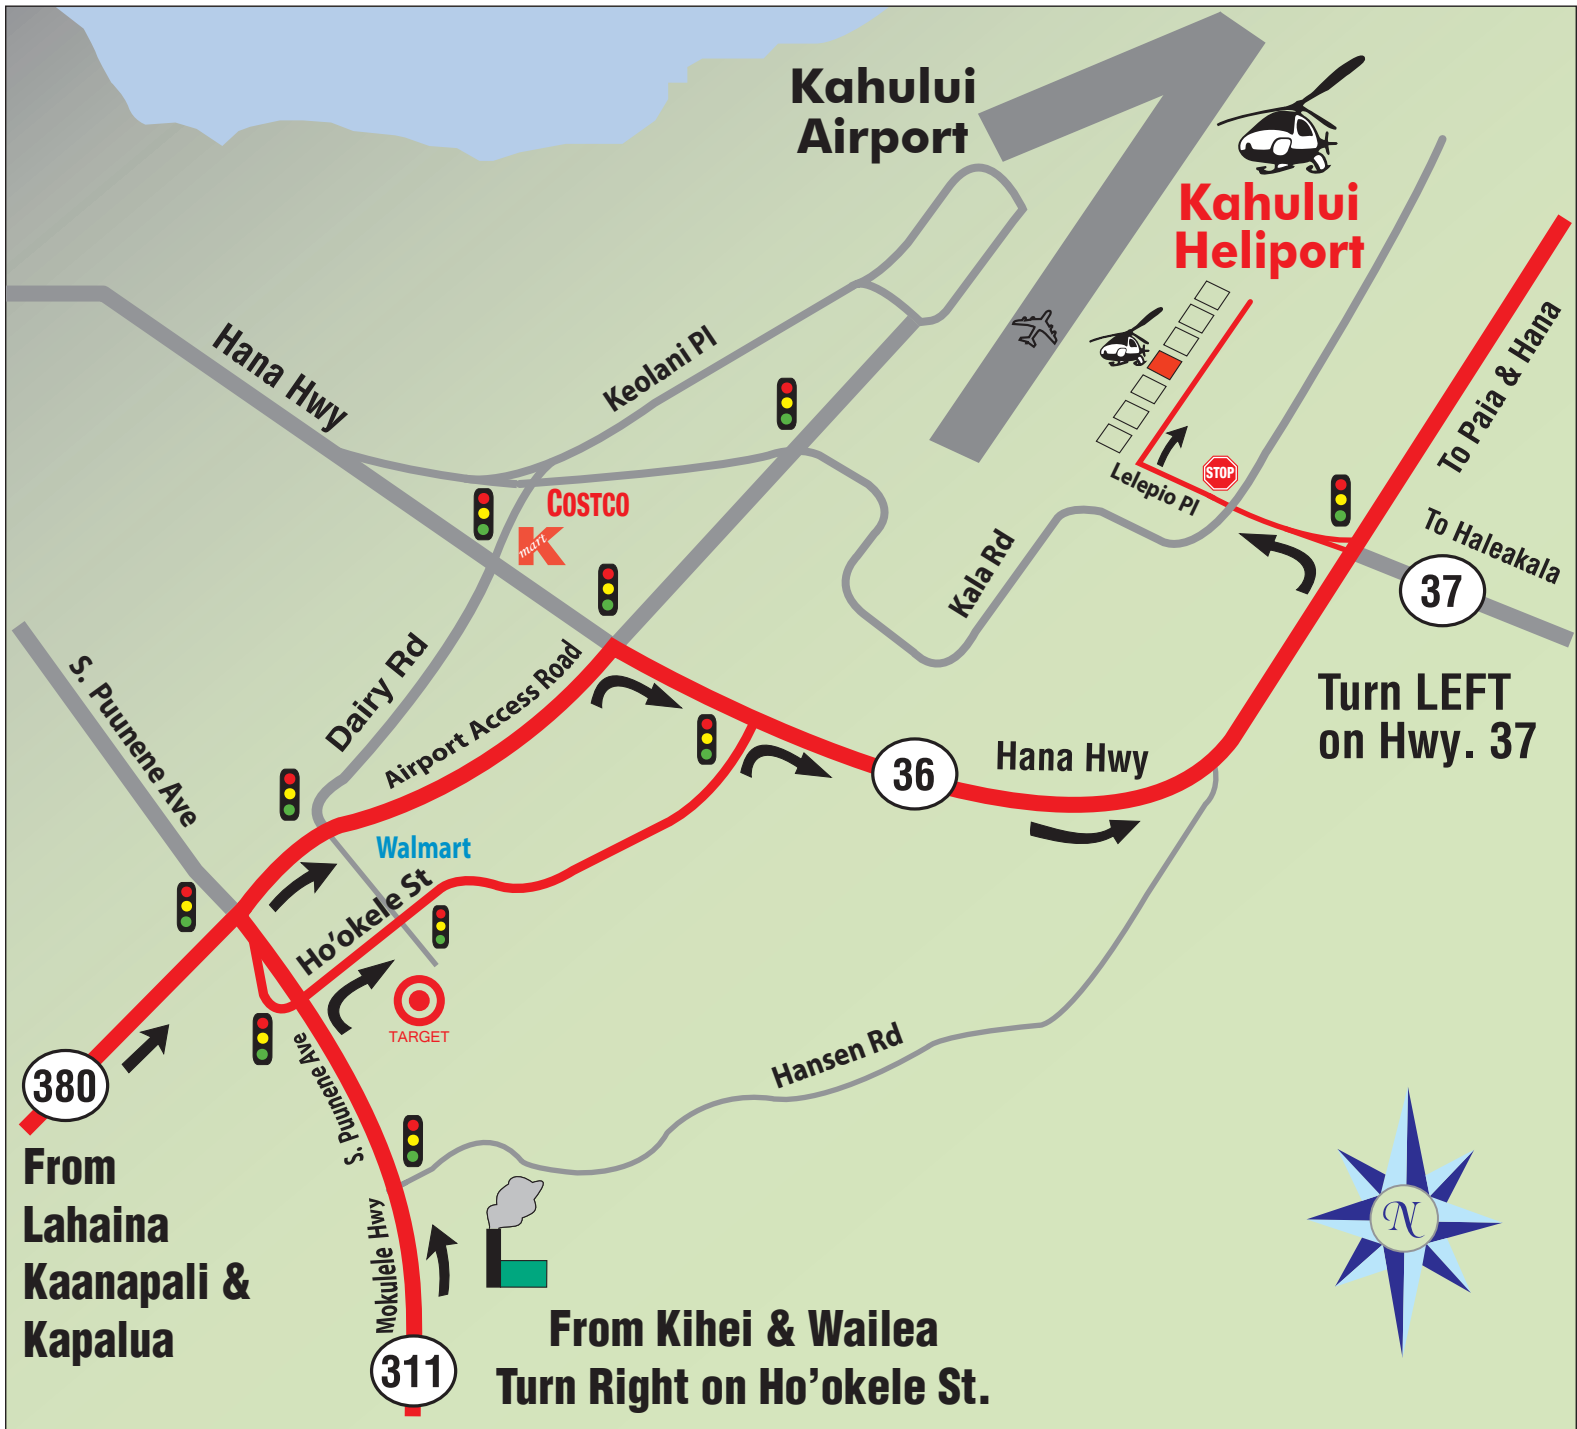 Kahului
Airport
Kahului
Heliport
Hana Hwy
Keolani Pl
To Paia & Hana
STOP
Lelepio Pl
To Haleakala
37
COSTCO
K
mart
Kala Rd
Dairy Rd
Airport Access Road
S. Puunene Ave
Turn LEFT
on Hwy. 37
36
Hana Hwy
Walmart
Ho'okele St
TARGET
S. Puunene Ave
Hansen Rd
380
From
Lahaina
Kaanapali &
Kapalua
Mokulele Hwy
311
From Kihei & Wailea
Turn Right on Ho'okele St.
N